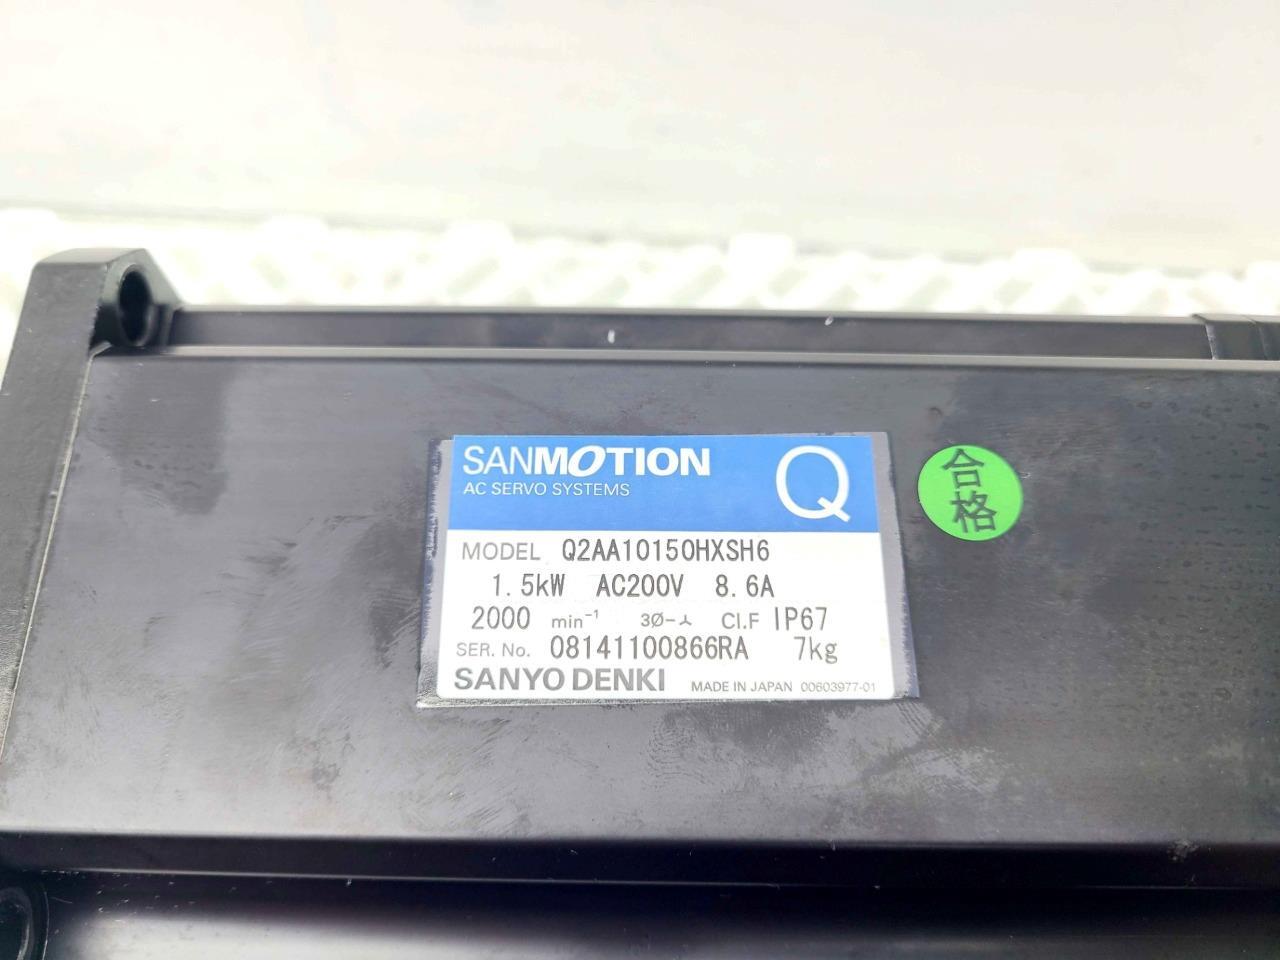 SANMOTION Q
AC SERVO SYSTEMS
MODEL Q2AA10150HXSH6
1.5kW AC200V 8.6A
2000 min⁻¹ 3Ø-⅄ CI.F IP67
SER. No. 08141100866RA 7kg
SANYO DENKI MADE IN JAPAN 00603977-01
合格